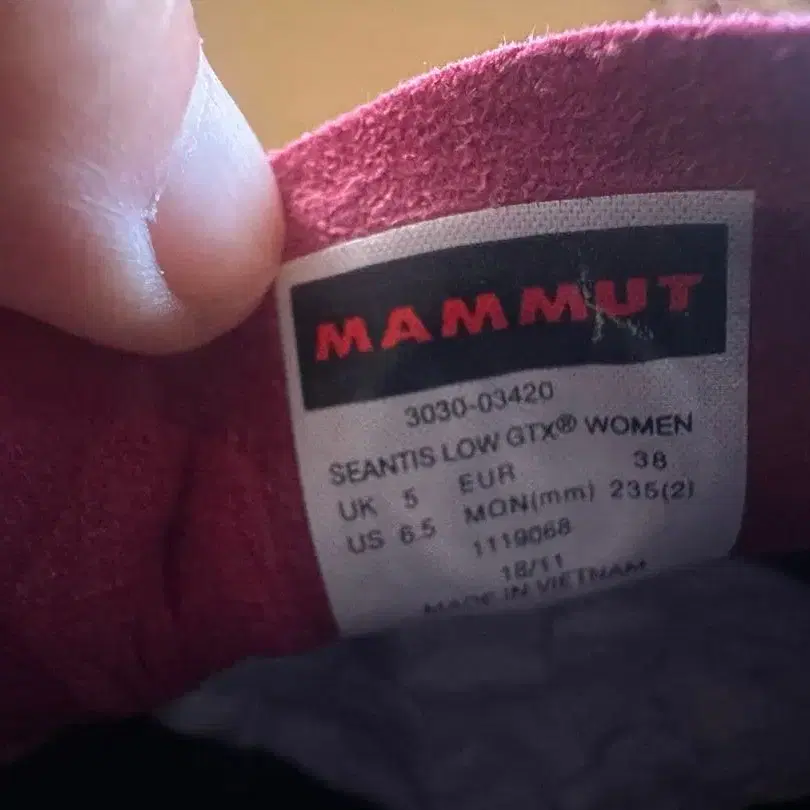 MAMMUT
3030-03420
SEANTIS LOW GTX® WOMEN
UK 5 EUR 38
US 6.5 MON(mm) 235(2)
1119068
18/11
MADE IN VIETNAM